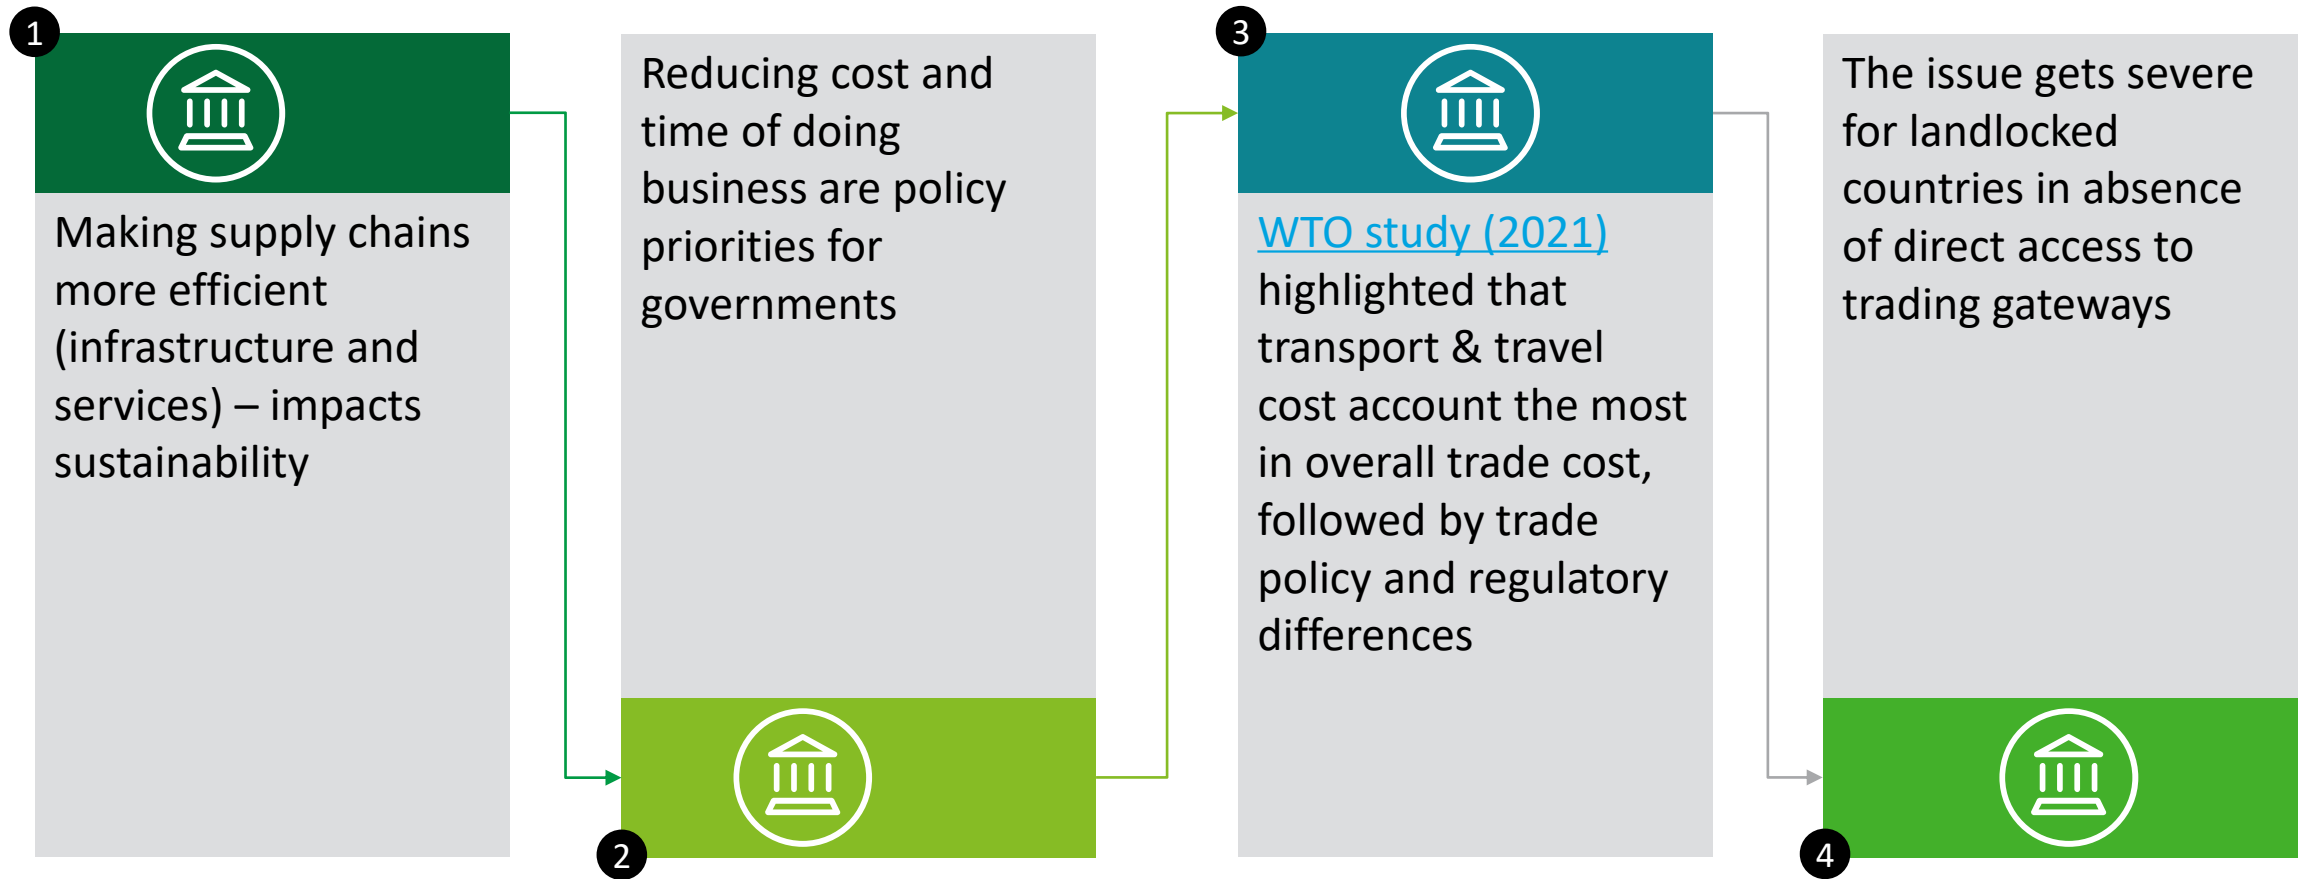 1
Making supply chains
more efficient
(infrastructure and
services) – impacts
sustainability
Reducing cost and
time of doing
business are policy
priorities for
governments
2
3
WTO study (2021)
highlighted that
transport & travel
cost account the most
in overall trade cost,
followed by trade
policy and regulatory
differences
The issue gets severe
for landlocked
countries in absence
of direct access to
trading gateways
4